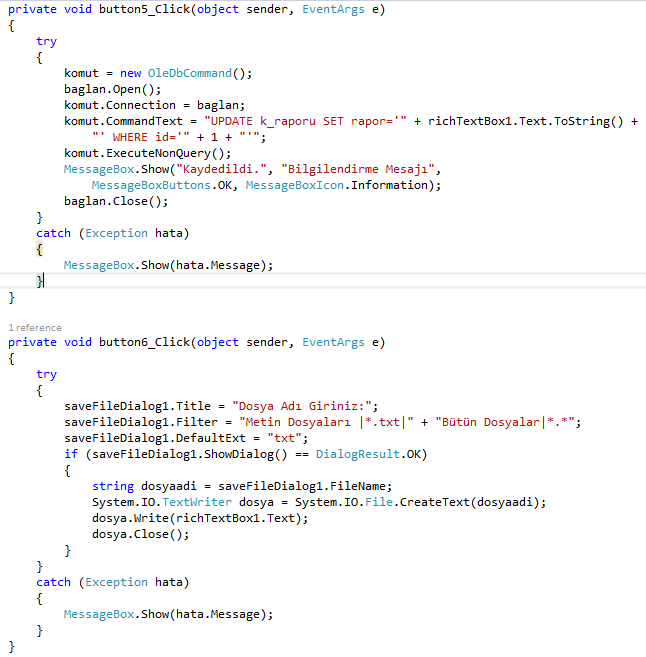 private void button5_Click(object sender, EventArgs e)
{
try
{
komut = new OleDbCommand();
baglan.Open();
komut.Connection = baglan;
komut.CommandText = "UPDATE k_raporu SET rapor='" + richTextBox1.Text.ToString() +
"' WHERE id='" + 1 + "'";
komut.ExecuteNonQuery();
MessageBox.Show("Kaydedildi.", "Bilgilendirme Mesajı",
MessageBoxButtons.OK, MessageBoxIcon.Information);
baglan.Close();
}
catch (Exception hata)
{
MessageBox.Show(hata.Message);
}
}
1 reference
private void button6_Click(object sender, EventArgs e)
{
try
{
saveFileDialog1.Title = "Dosya Adı Giriniz:";
saveFileDialog1.Filter = "Metin Dosyaları |*.txt|" + "Bütün Dosyalar|*.*";
saveFileDialog1.DefaultExt = "txt";
if (saveFileDialog1.ShowDialog() == DialogResult.OK)
{
string dosyaadi = saveFileDialog1.FileName;
System.IO.TextWriter dosya = System.IO.File.CreateText(dosyaadi);
dosya.Write(richTextBox1.Text);
dosya.Close();
}
}
catch (Exception hata)
{
MessageBox.Show(hata.Message);
}
}